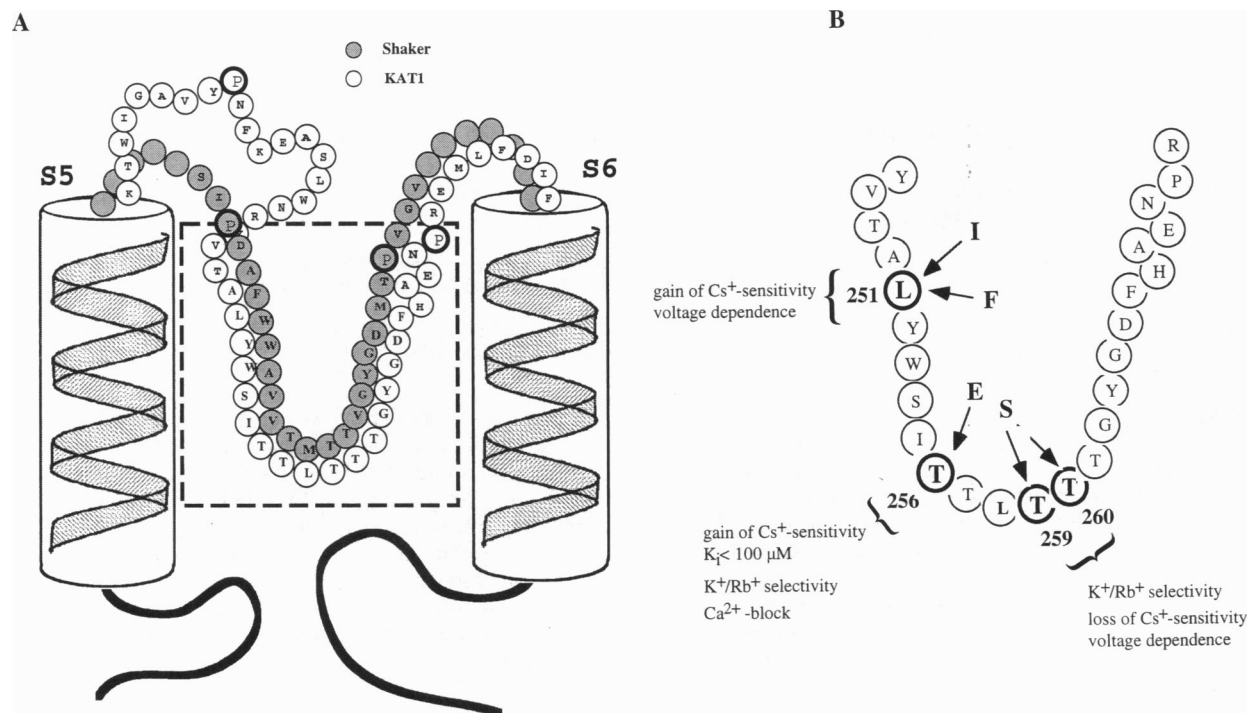 A
Shaker
KAT1
S5
S6
K T W I G A V Y P N F K E A S L W N R
V T A L Y W S I T T L T T T G Y G D F H A E N P R E M L F D I F
S I P D A F W W A V V T M T T V G Y G D M T P V G V
B
Y V T A L Y W S I T T L T T T G Y G D F H A E N P R
I
F
251
gain of Cs⁺-sensitivity
voltage dependence
E
S
256
259
260
gain of Cs⁺-sensitivity
Kᵢ< 100 μM
K⁺/Rb⁺ selectivity
Ca²⁺ -block
K⁺/Rb⁺ selectivity
loss of Cs⁺-sensitivity
voltage dependence